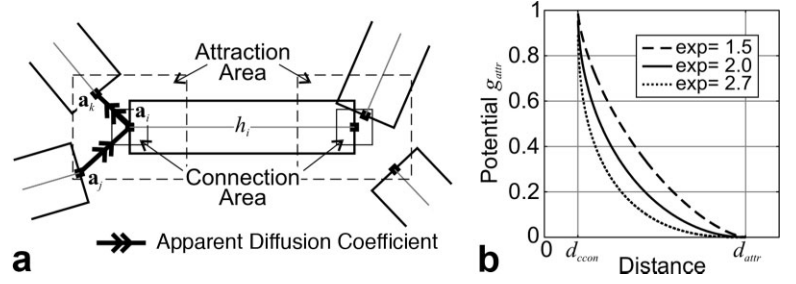 Attraction
Area
a_k
a_i
h_i
a_j
Connection
Area
Apparent Diffusion Coefficient
a
b
Potential g_attr
1
0.8
0.6
0.4
0.2
0
exp= 1.5
exp= 2.0
exp= 2.7
0 d_ccon Distance d_attr